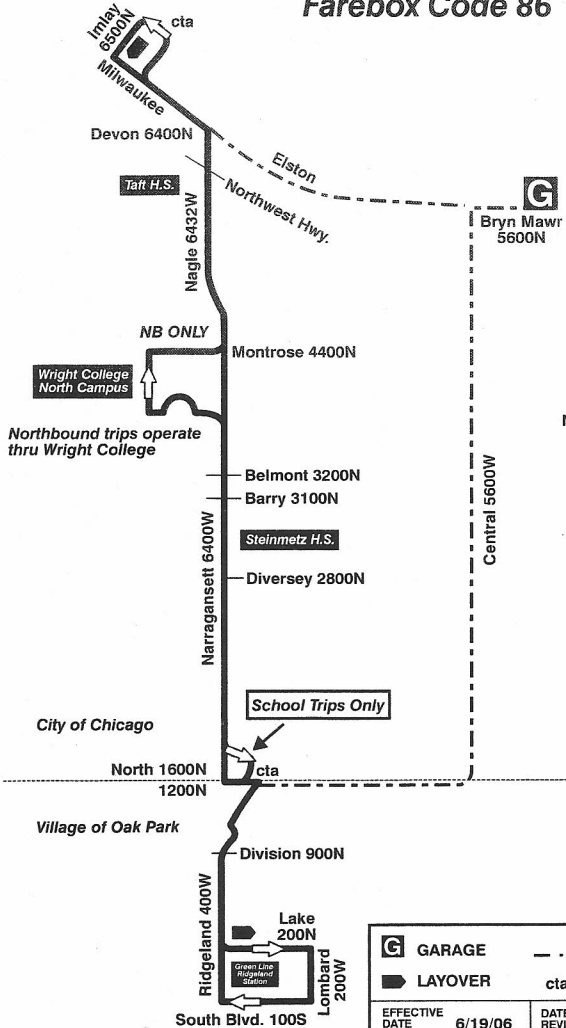 Farebox Code 86
Imlay
6500N
cta
Milwaukee
Devon 6400N
Elston
Taft H.S.
Northwest Hwy.
G
Bryn Mawr
5600N
Nagle 6432W
NB ONLY
Montrose 4400N
Wright College
North Campus
Northbound trips operate
thru Wright College
Belmont 3200N
Barry 3100N
Central 5600W
Narragansett 6400W
Steinmetz H.S.
Diversey 2800N
School Trips Only
City of Chicago
North 1600N
cta
1200N
Village of Oak Park
Division 900N
Ridgeland 400W
Lake
200N
Green Line
Ridgeland
Station
Lombard
200W
South Blvd. 100S
G GARAGE
LAYOVER
cta
EFFECTIVE
DATE 6/19/06
DATE